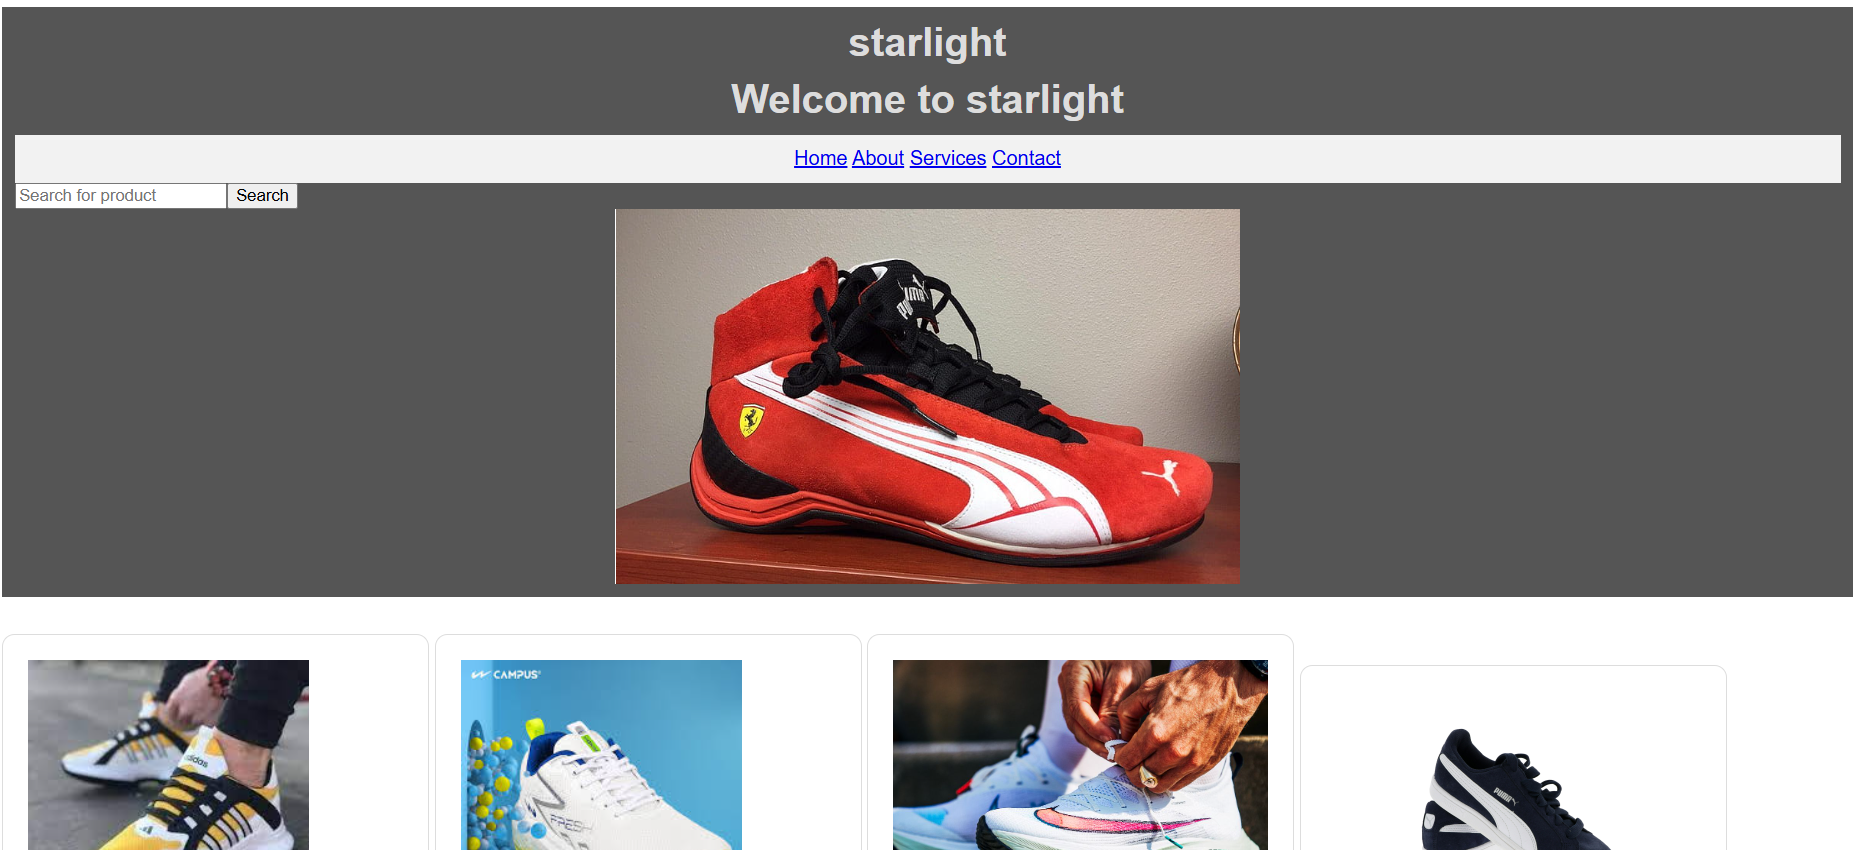 starlight
Welcome to starlight
Home About Services Contact
Search for product Search
PUMA
CAMPUS
adidas
FRESH
PUMA